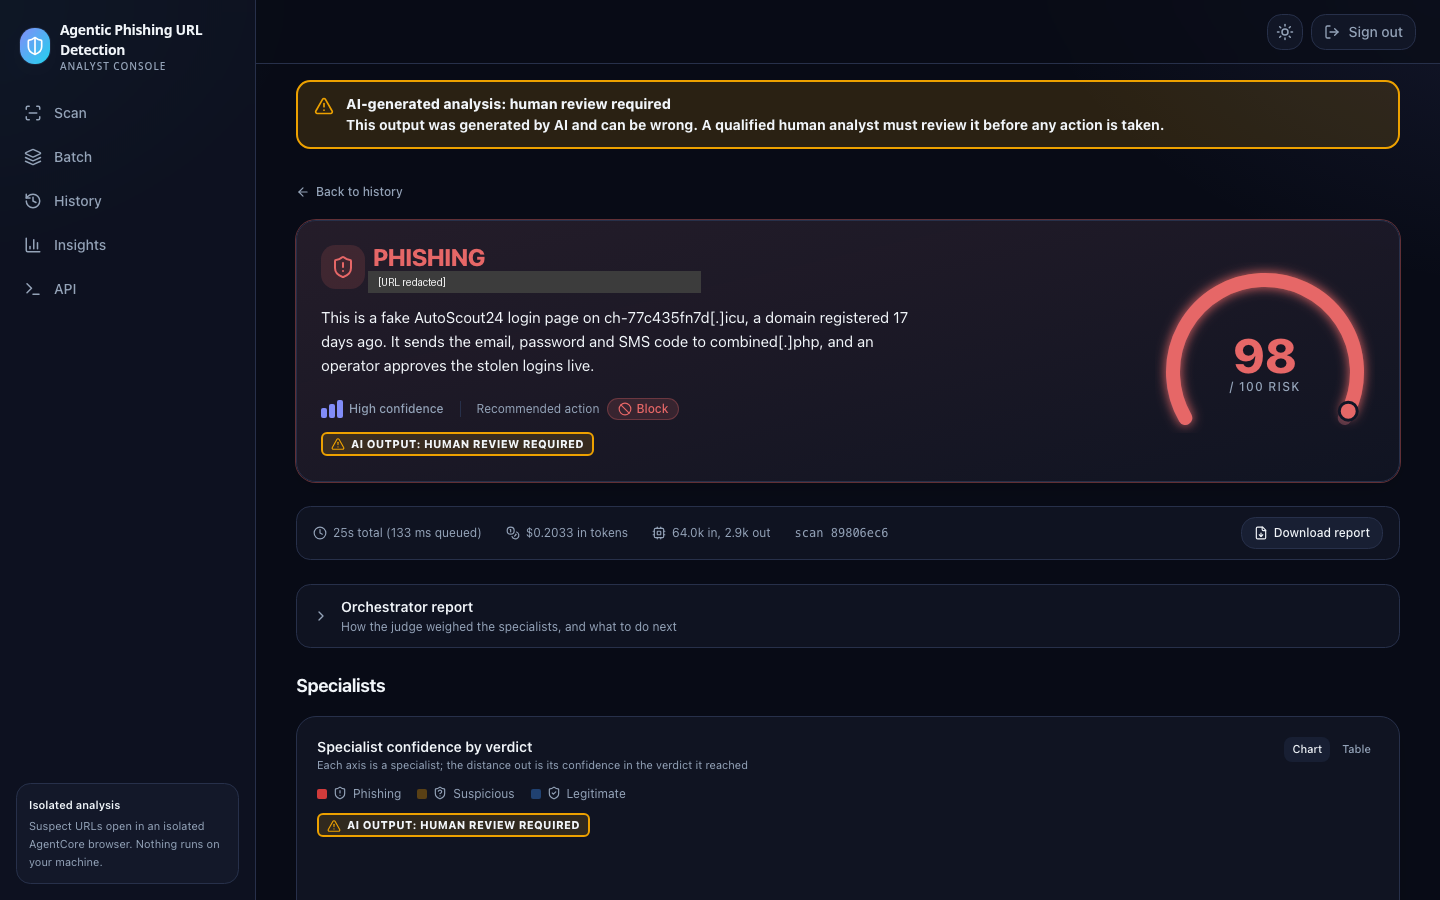 Agentic Phishing URL
Detection
ANALYST CONSOLE
Scan
Batch
History
Insights
API
Isolated analysis
Suspect URLs open in an isolated
AgentCore browser. Nothing runs on
your machine.
Sign out
AI-generated analysis: human review required
This output was generated by AI and can be wrong. A qualified human analyst must review it before any action is taken.
Back to history
PHISHING
[URL redacted]
This is a fake AutoScout24 login page on ch-77c435fn7d[.]icu, a domain registered 17
days ago. It sends the email, password and SMS code to combined[.]php, and an
operator approves the stolen logins live.
High confidence
Recommended action
Block
AI OUTPUT: HUMAN REVIEW REQUIRED
98
/ 100 RISK
25s total (133 ms queued)
$0.2033 in tokens
64.0k in, 2.9k out
scan 89806ec6
Download report
Orchestrator report
How the judge weighed the specialists, and what to do next
Specialists
Specialist confidence by verdict
Each axis is a specialist; the distance out is its confidence in the verdict it reached
Chart
Table
Phishing
Suspicious
Legitimate
AI OUTPUT: HUMAN REVIEW REQUIRED